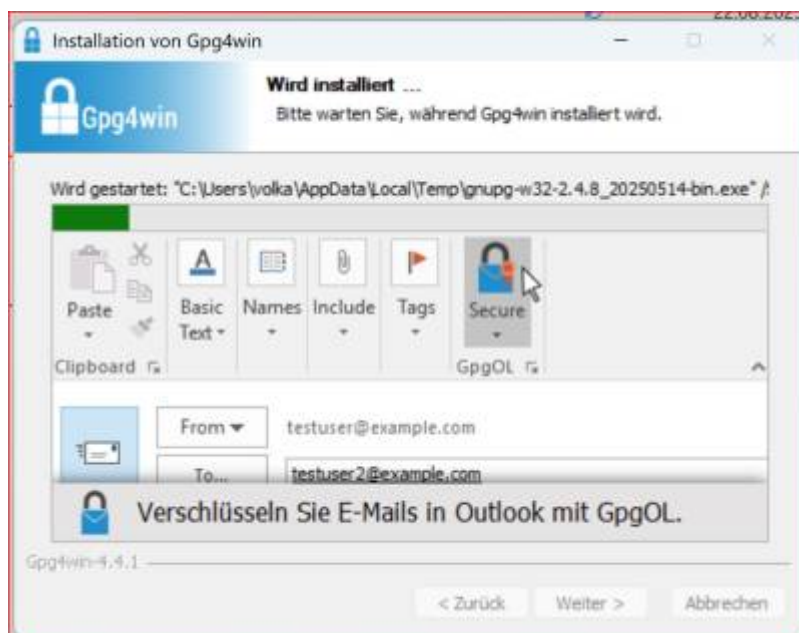 Installation von Gpg4win
Gpg4win
Wird installiert ...
Bitte warten Sie, während Gpg4win installiert wird.
Wird gestartet: "C:\Users\volka\AppData\Local\Temp\gnupg-w32-2.4.8_20250514-bin.exe" /
Paste
Basic Text
Names
Include
Tags
Secure
Clipboard
GpgOL
From
testuser@example.com
To...
testuser2@example.com
Verschlüsseln Sie E-Mails in Outlook mit GpgOL.
Gpg4win-4.4.1
< Zurück
Weiter >
Abbrechen